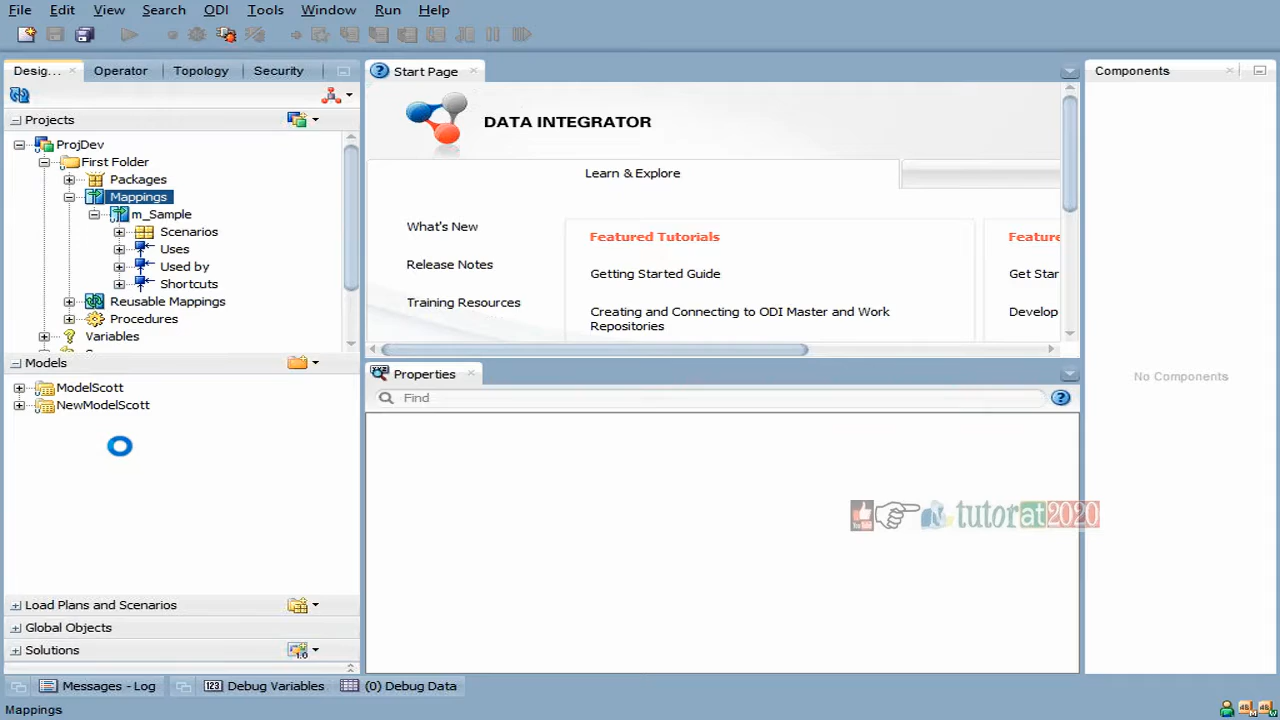 File Edit View Search ODI Tools Window Run Help
Desig... Operator Topology Security
Projects
ProjDev
First Folder
Packages
Mappings
m_Sample
Scenarios
Uses
Used by
Shortcuts
Reusable Mappings
Procedures
Variables
Models
ModelScott
NewModelScott
Load Plans and Scenarios
Global Objects
Solutions
Start Page
DATA INTEGRATOR
Learn & Explore
What's New
Release Notes
Training Resources
Featured Tutorials
Getting Started Guide
Creating and Connecting to ODI Master and Work
Repositories
Feature
Get Star
Develop
Properties
Find
Components
No Components
tutorat2020
Messages - Log
123 Debug Variables
(0) Debug Data
Mappings